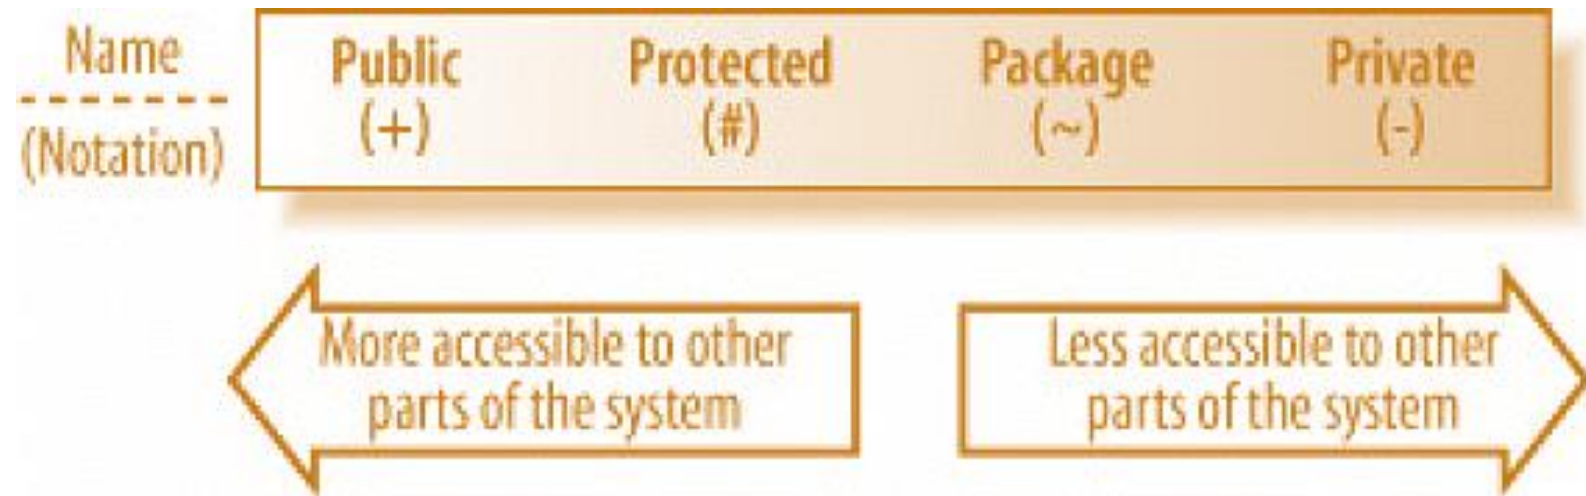 Name
(Notation)
Public
(+)
Protected
(#)
Package
(~)
Private
(-)
More accessible to other
parts of the system
Less accessible to other
parts of the system